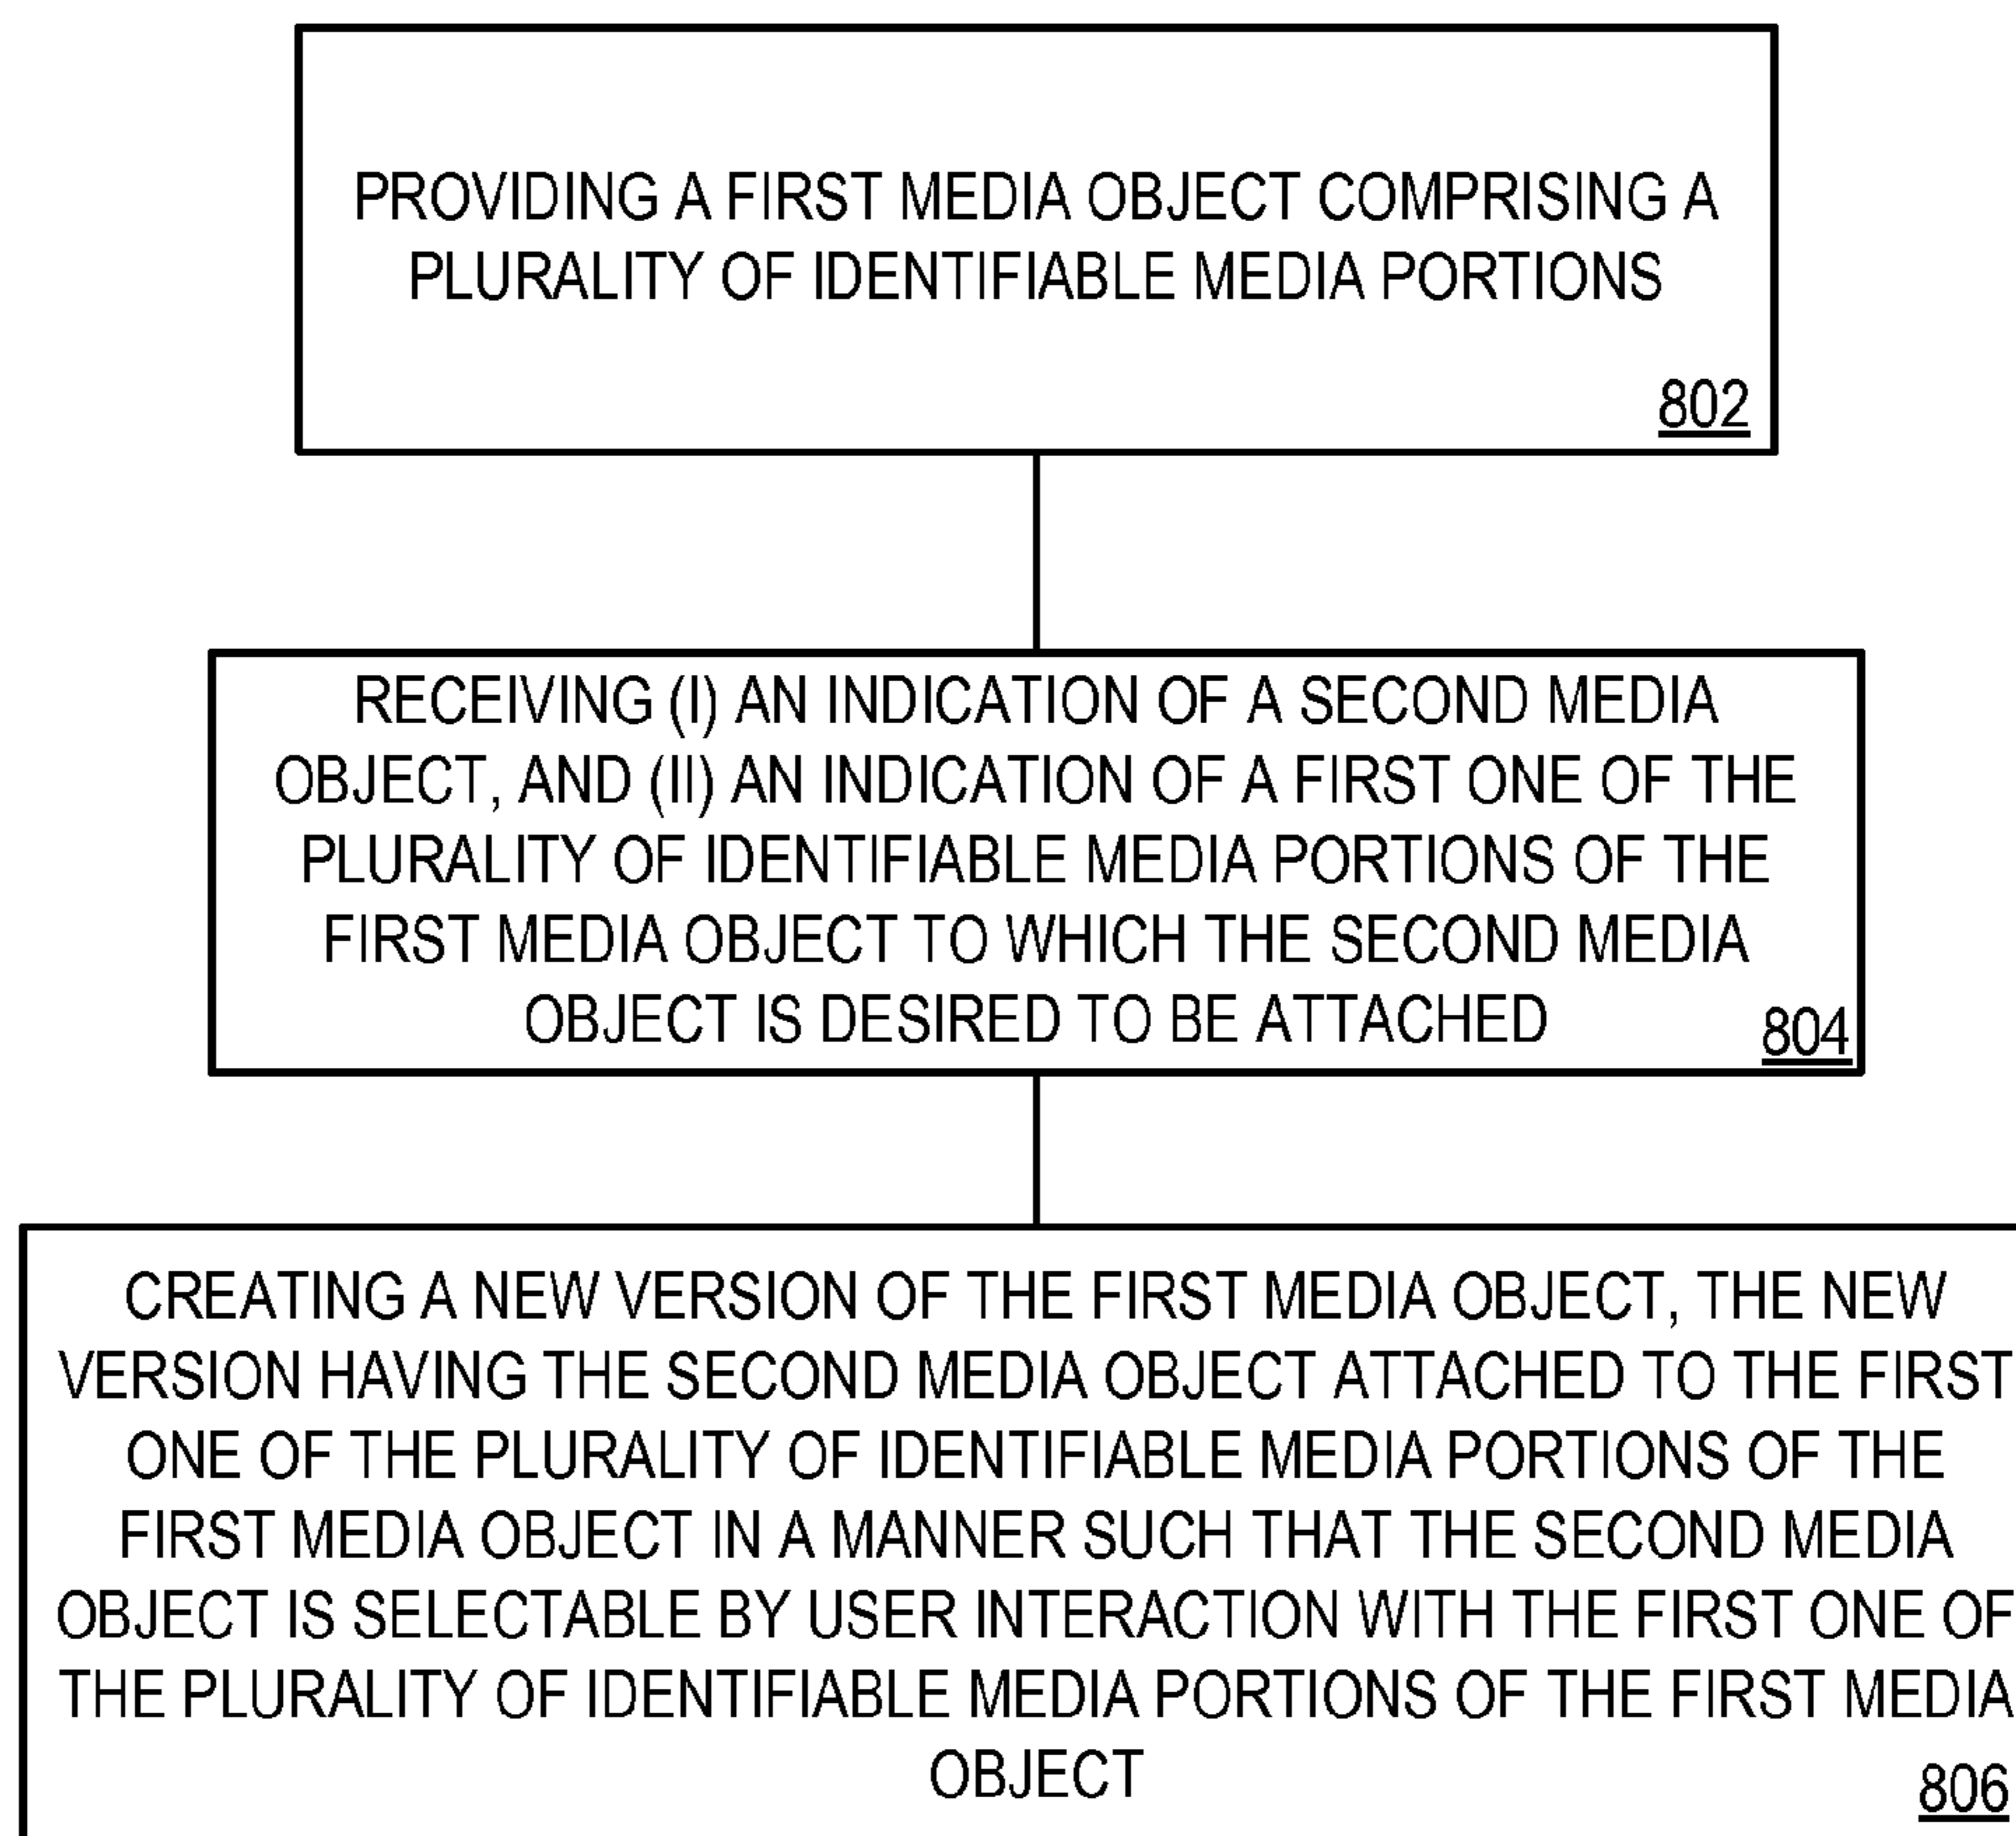 PROVIDING A FIRST MEDIA OBJECT COMPRISING A
PLURALITY OF IDENTIFIABLE MEDIA PORTIONS
802
RECEIVING (I) AN INDICATION OF A SECOND MEDIA
OBJECT, AND (II) AN INDICATION OF A FIRST ONE OF THE
PLURALITY OF IDENTIFIABLE MEDIA PORTIONS OF THE
FIRST MEDIA OBJECT TO WHICH THE SECOND MEDIA
OBJECT IS DESIRED TO BE ATTACHED
804
CREATING A NEW VERSION OF THE FIRST MEDIA OBJECT, THE NEW
VERSION HAVING THE SECOND MEDIA OBJECT ATTACHED TO THE FIRST
ONE OF THE PLURALITY OF IDENTIFIABLE MEDIA PORTIONS OF THE
FIRST MEDIA OBJECT IN A MANNER SUCH THAT THE SECOND MEDIA
OBJECT IS SELECTABLE BY USER INTERACTION WITH THE FIRST ONE OF
THE PLURALITY OF IDENTIFIABLE MEDIA PORTIONS OF THE FIRST MEDIA
OBJECT
806